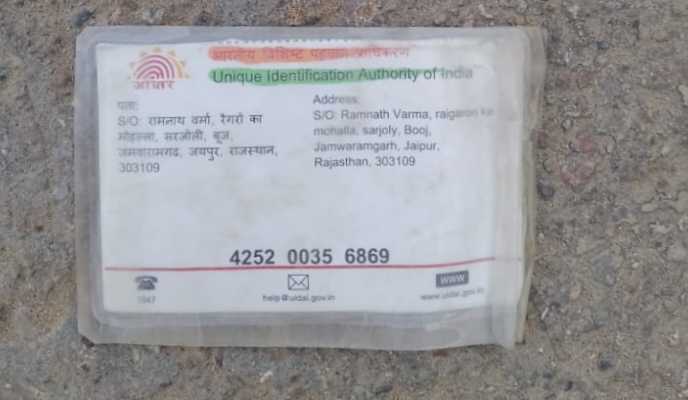 भारतीय विशिष्ट पहचान प्राधिकरण
Unique Identification Authority of India
आधार
पता:
S/O: रामनाथ वर्मा, रैगरों का
मोहल्ला, सरजोली, बूज,
जमवारामगढ, जयपुर, राजस्थान,
303109
Address:
S/O: Ramnath Varma, raigaron ka
mohalla, sarjoly, Booj,
Jamwaramgarh, Jaipur,
Rajasthan, 303109
4252 0035 6869
1947
help@uidai.gov.in
www
www.uidai.gov.in